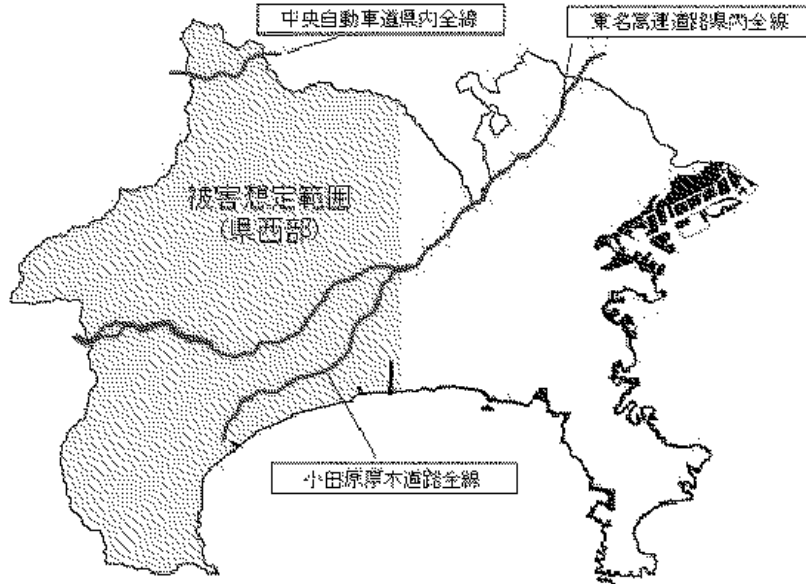 中央自動車道県内全線
東名高速道路県内全線
被害想定範囲
(県西部)
小田原厚木道路全線